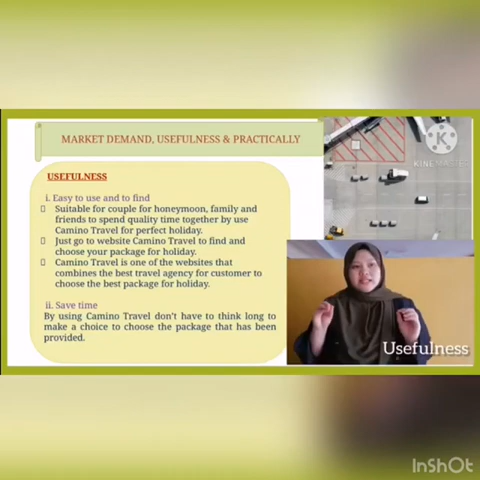 MARKET DEMAND, USEFULNESS & PRACTICALLY
USEFULNESS
i. Easy to use and to find
Suitable for couple for honeymoon, family and
friends to spend quality time together by use
Camino Travel for perfect holiday.
Just go to website Camino Travel to find and
choose your package for holiday.
Camino Travel is one of the websites that
combines the best travel agency for customer to
choose the best package for holiday.
ii. Save time
By using Camino Travel don't have to think long to
make a choice to choose the package that has been
provided.
K
KINEMASTER
Usefulness
InShOt